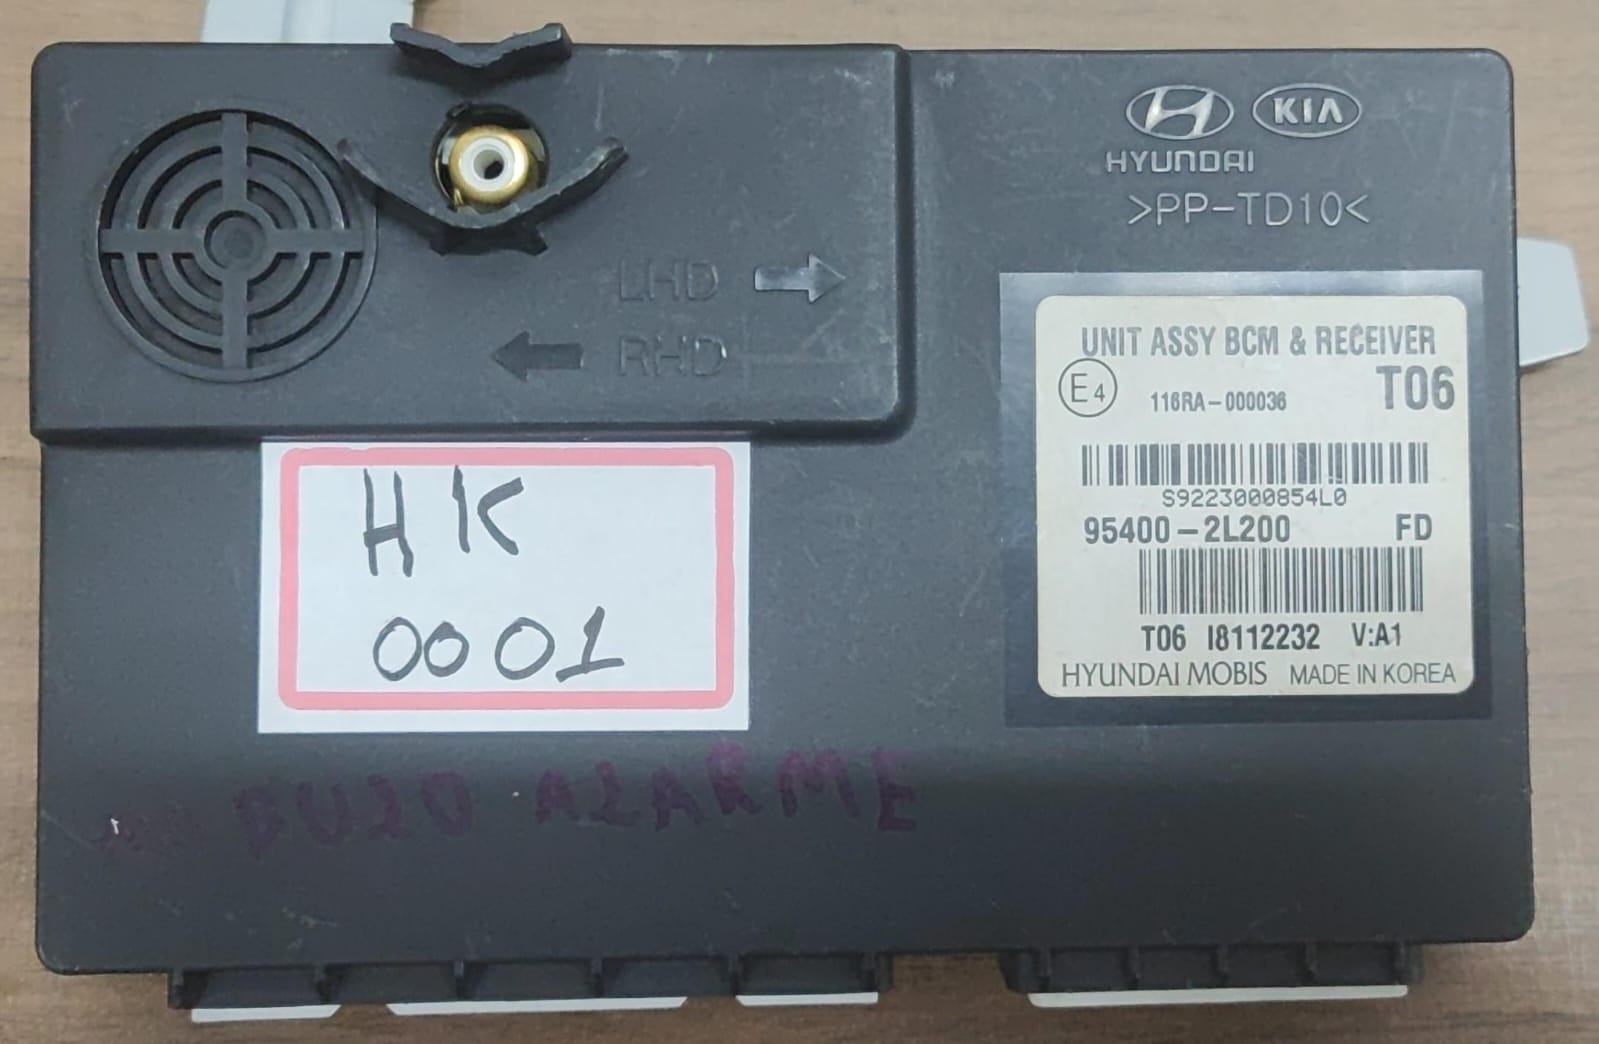 HYUNDAI
KIA
>PP-TD10<
LHD
RHD
UNIT ASSY BCM & RECEIVER
E4
116RA-000036
T06
S9223000854L0
95400-2L200 FD
T06 I8112232 V:A1
HYUNDAI MOBIS MADE IN KOREA
HK
0001
ALARME